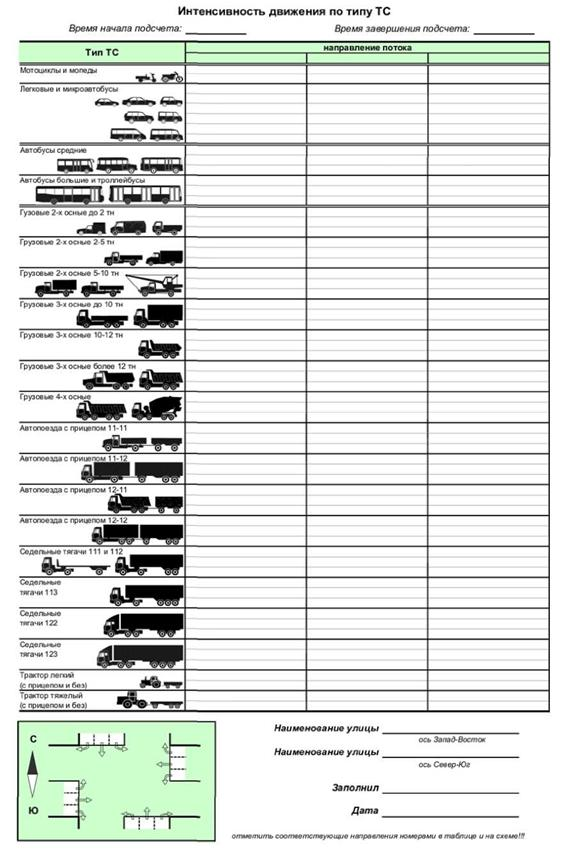 Интенсивность движения по типу ТС
Время начала подсчета: Время завершения подсчета:
Тип ТС
направление потока
Мотоциклы и мопеды
Легковые и микроавтобусы
Автобусы средние
Автобусы большие и троллейбусы
Гузовые 2-х осные до 2 тн
Грузовые 2-х осные 2-5 тн
Грузовые 2-х осные 5-10 тн
Грузовые 3-х осные до 10 тн
Грузовые 3-х осные 10-12 тн
Грузовые 3-х осные более 12 тн
Грузовые 4-х осные
Автопоезда с прицепом 11-11
Автопоезда с прицепом 11-12
Автопоезда с прицепом 12-11
Автопоезда с прицепом 12-12
Седельные тягачи 111 и 112
Седельные
тягачи 113
Седельные
тягачи 122
Седельные
тягачи 123
Трактор легкий
(с прицепом и без)
Трактор тяжелый
(с прицепом и без)
С
Ю
Наименование улицы
ось Запад-Восток
Наименование улицы
ось Север-Юг
Заполнил
Дата
отметить соответствующие направления номерами в таблице и на схеме!!!